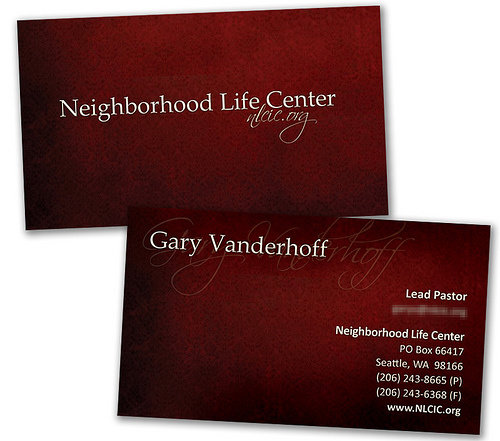 Neighborhood Life Center
nlcic.org
Gary Vanderhoff
Gary Vanderhoff
Lead Pastor
Neighborhood Life Center
PO Box 66417
Seattle, WA 98166
(206) 243-8665 (P)
(206) 243-6368 (F)
www.NLCIC.org